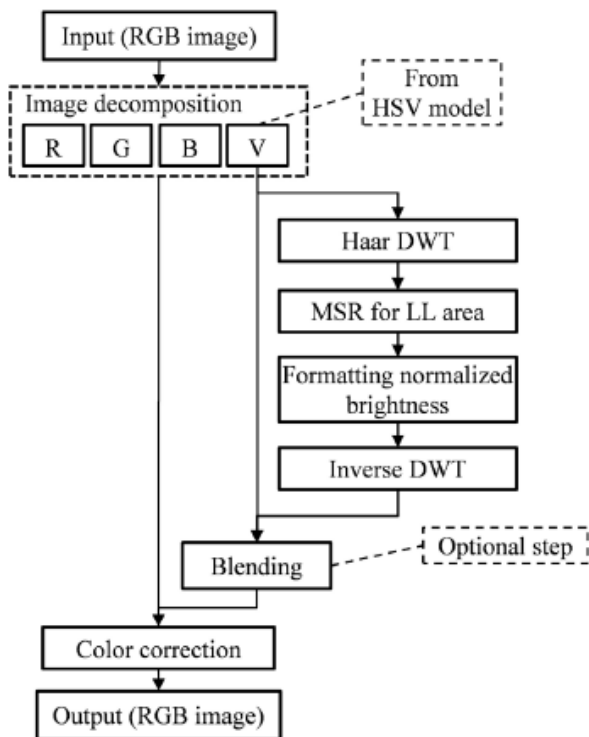 Input (RGB image)
Image decomposition
R G B V
From
HSV model
Haar DWT
MSR for LL area
Formatting normalized
brightness
Inverse DWT
Blending
Optional step
Color correction
Output (RGB image)